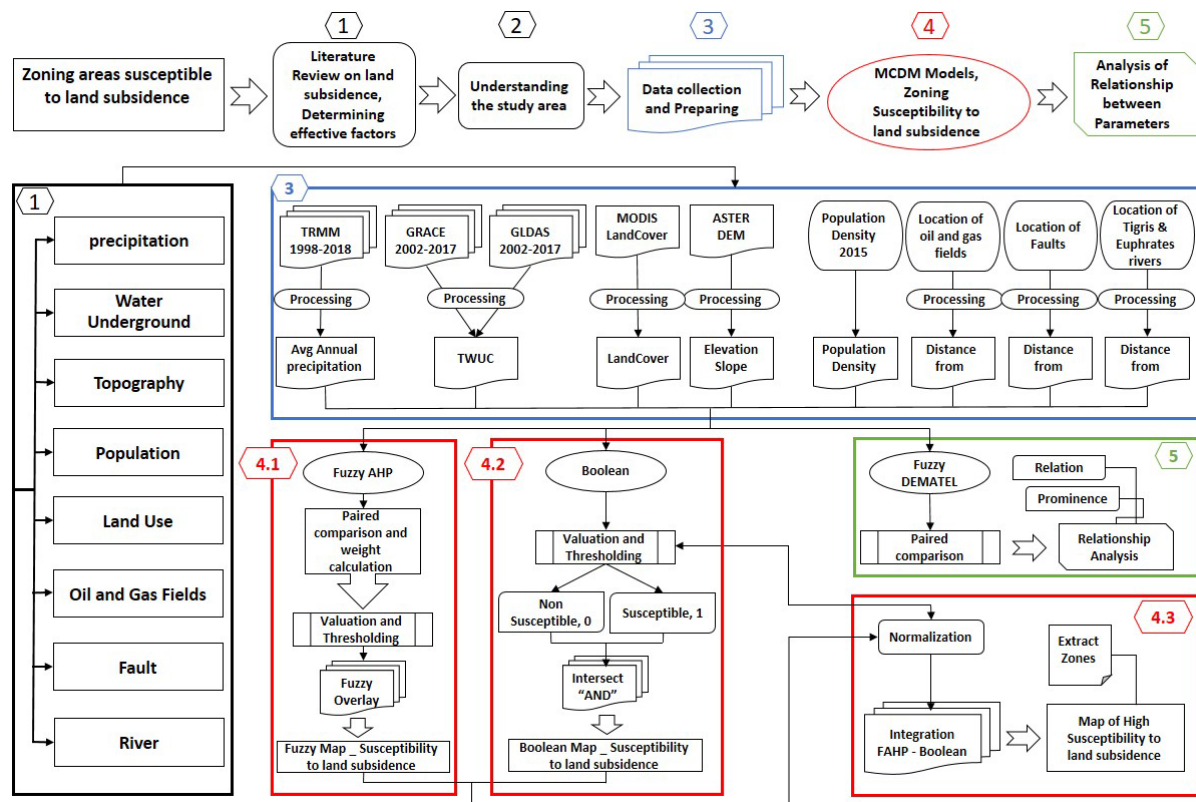 1
2
3
4
5
Zoning areas susceptible
to land subsidence
Literature
Review on land
subsidence,
Determining
effective factors
Understanding
the study area
Data collection
and Preparing
MCDM Models,
Zoning
Susceptibility to
land subsidence
Analysis of
Relationship
between
Parameters
1
precipitation
Water
Underground
Topography
Population
Land Use
Oil and Gas Fields
Fault
River
3
TRMM
1998-2018
GRACE
2002-2017
GLDAS
2002-2017
MODIS
LandCover
ASTER
DEM
Population
Density
2015
Location of
oil and gas
fields
Location of
Faults
Location of
Tigris &
Euphrates
rivers
Processing
Processing
Processing
Processing
Processing
Processing
Processing
Avg Annual
precipitation
TWUC
LandCover
Elevation
Slope
Population
Density
Distance
from
Distance
from
Distance
from
4.1
Fuzzy AHP
Paired
comparison and
weight
calculation
Valuation and
Thresholding
Fuzzy
Overlay
Fuzzy Map _ Susceptibility
to land subsidence
4.2
Boolean
Valuation and
Thresholding
Non
Susceptible, 0
Susceptible, 1
Intersect
“AND”
Boolean Map _ Susceptibility
to land subsidence
5
Fuzzy
DEMATEL
Paired
comparison
Relation
Prominence
Relationship
Analysis
4.3
Normalization
Integration
FAHP - Boolean
Extract
Zones
Map of High
Susceptibility to
land subsidence